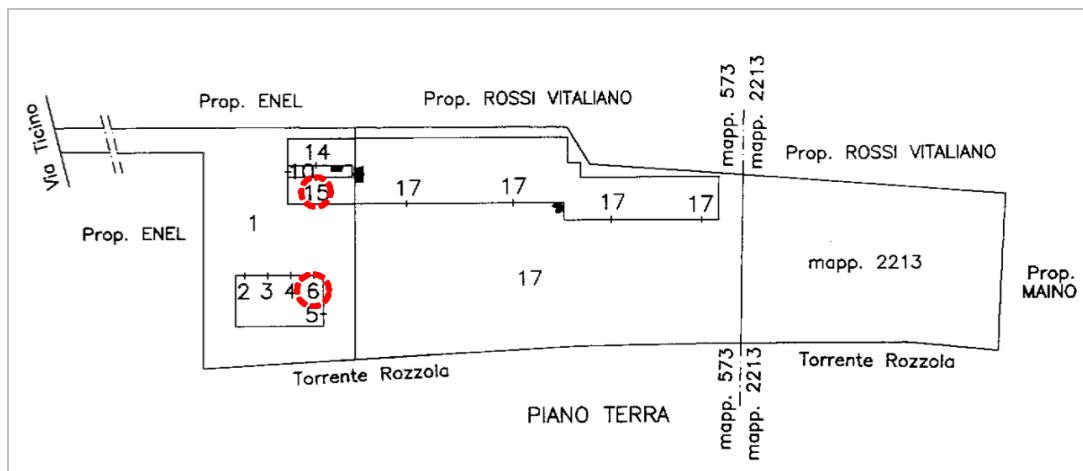 mapp. 573
mapp. 2213
Prop. ENEL
Prop. ROSSI VITALIANO
Via Ticino
Prop. ROSSI VITALIANO
14
10
15
17
17
17
17
1
Prop. ENEL
mapp. 2213
17
Prop.
MAINO
2
3
4
6
5
Torrente Rozzola
mapp. 573
mapp. 2213
Torrente Rozzola
PIANO TERRA